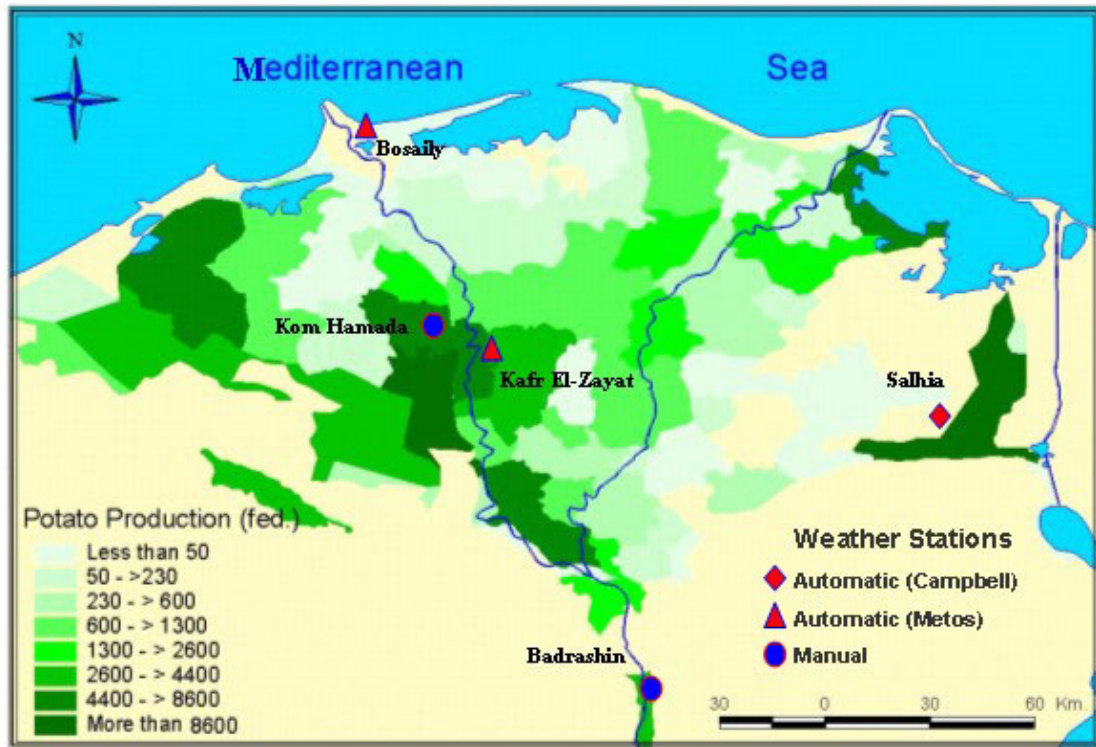 N
Mediterranean Sea
Bosaily
Kom Hamada
Kafr El-Zayat
Salhia
Badrashin
Potato Production (fed.)
Less than 50
50 - >230
230 - > 600
600 - > 1300
1300 - > 2600
2600 - > 4400
4400 - > 8600
More than 8600
Weather Stations
Automatic (Campbell)
Automatic (Metos)
Manual
30 0 30 60 Km.